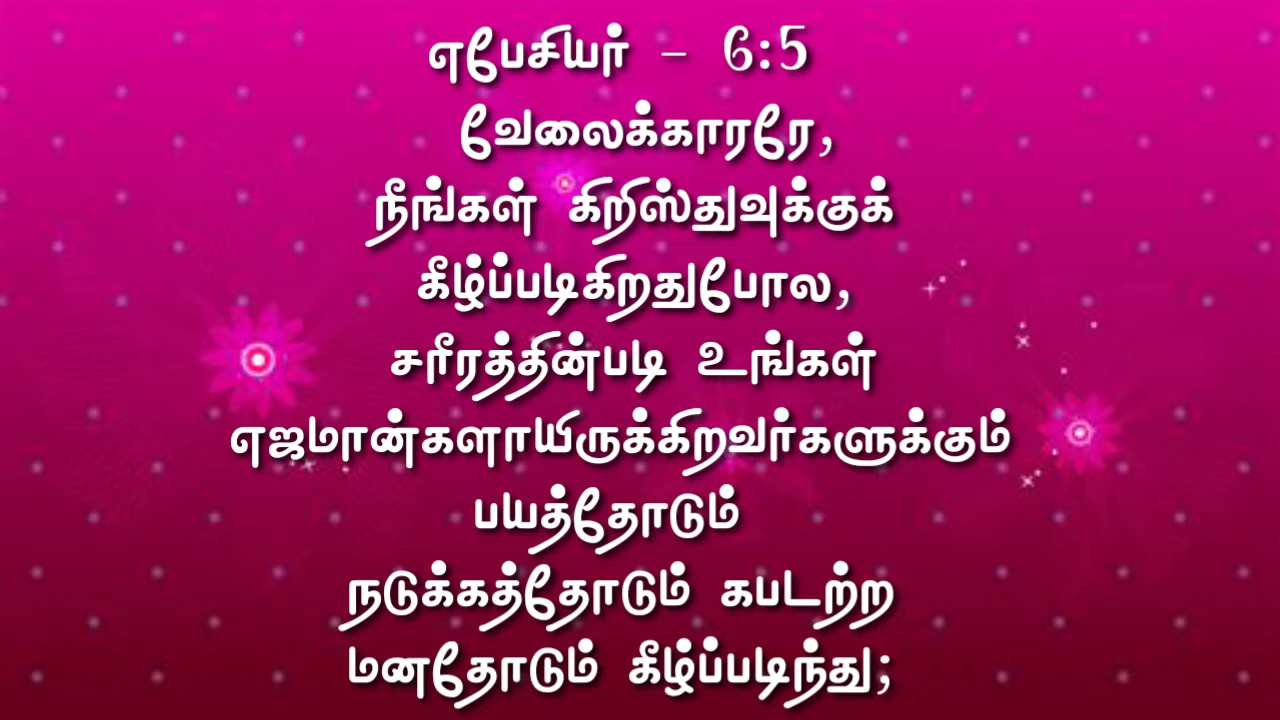 எபேசியர் - 6:5
வேலைக்காரரே,
நீங்கள் கிறிஸ்துவுக்குக்
கீழ்ப்படிகிறதுபோல,
சரீரத்தின்படி உங்கள்
எஜமான்களாயிருக்கிறவர்களுக்கும்
பயத்தோடும்
நடுக்கத்தோடும் கபடற்ற
மனதோடும் கீழ்ப்படிந்து;